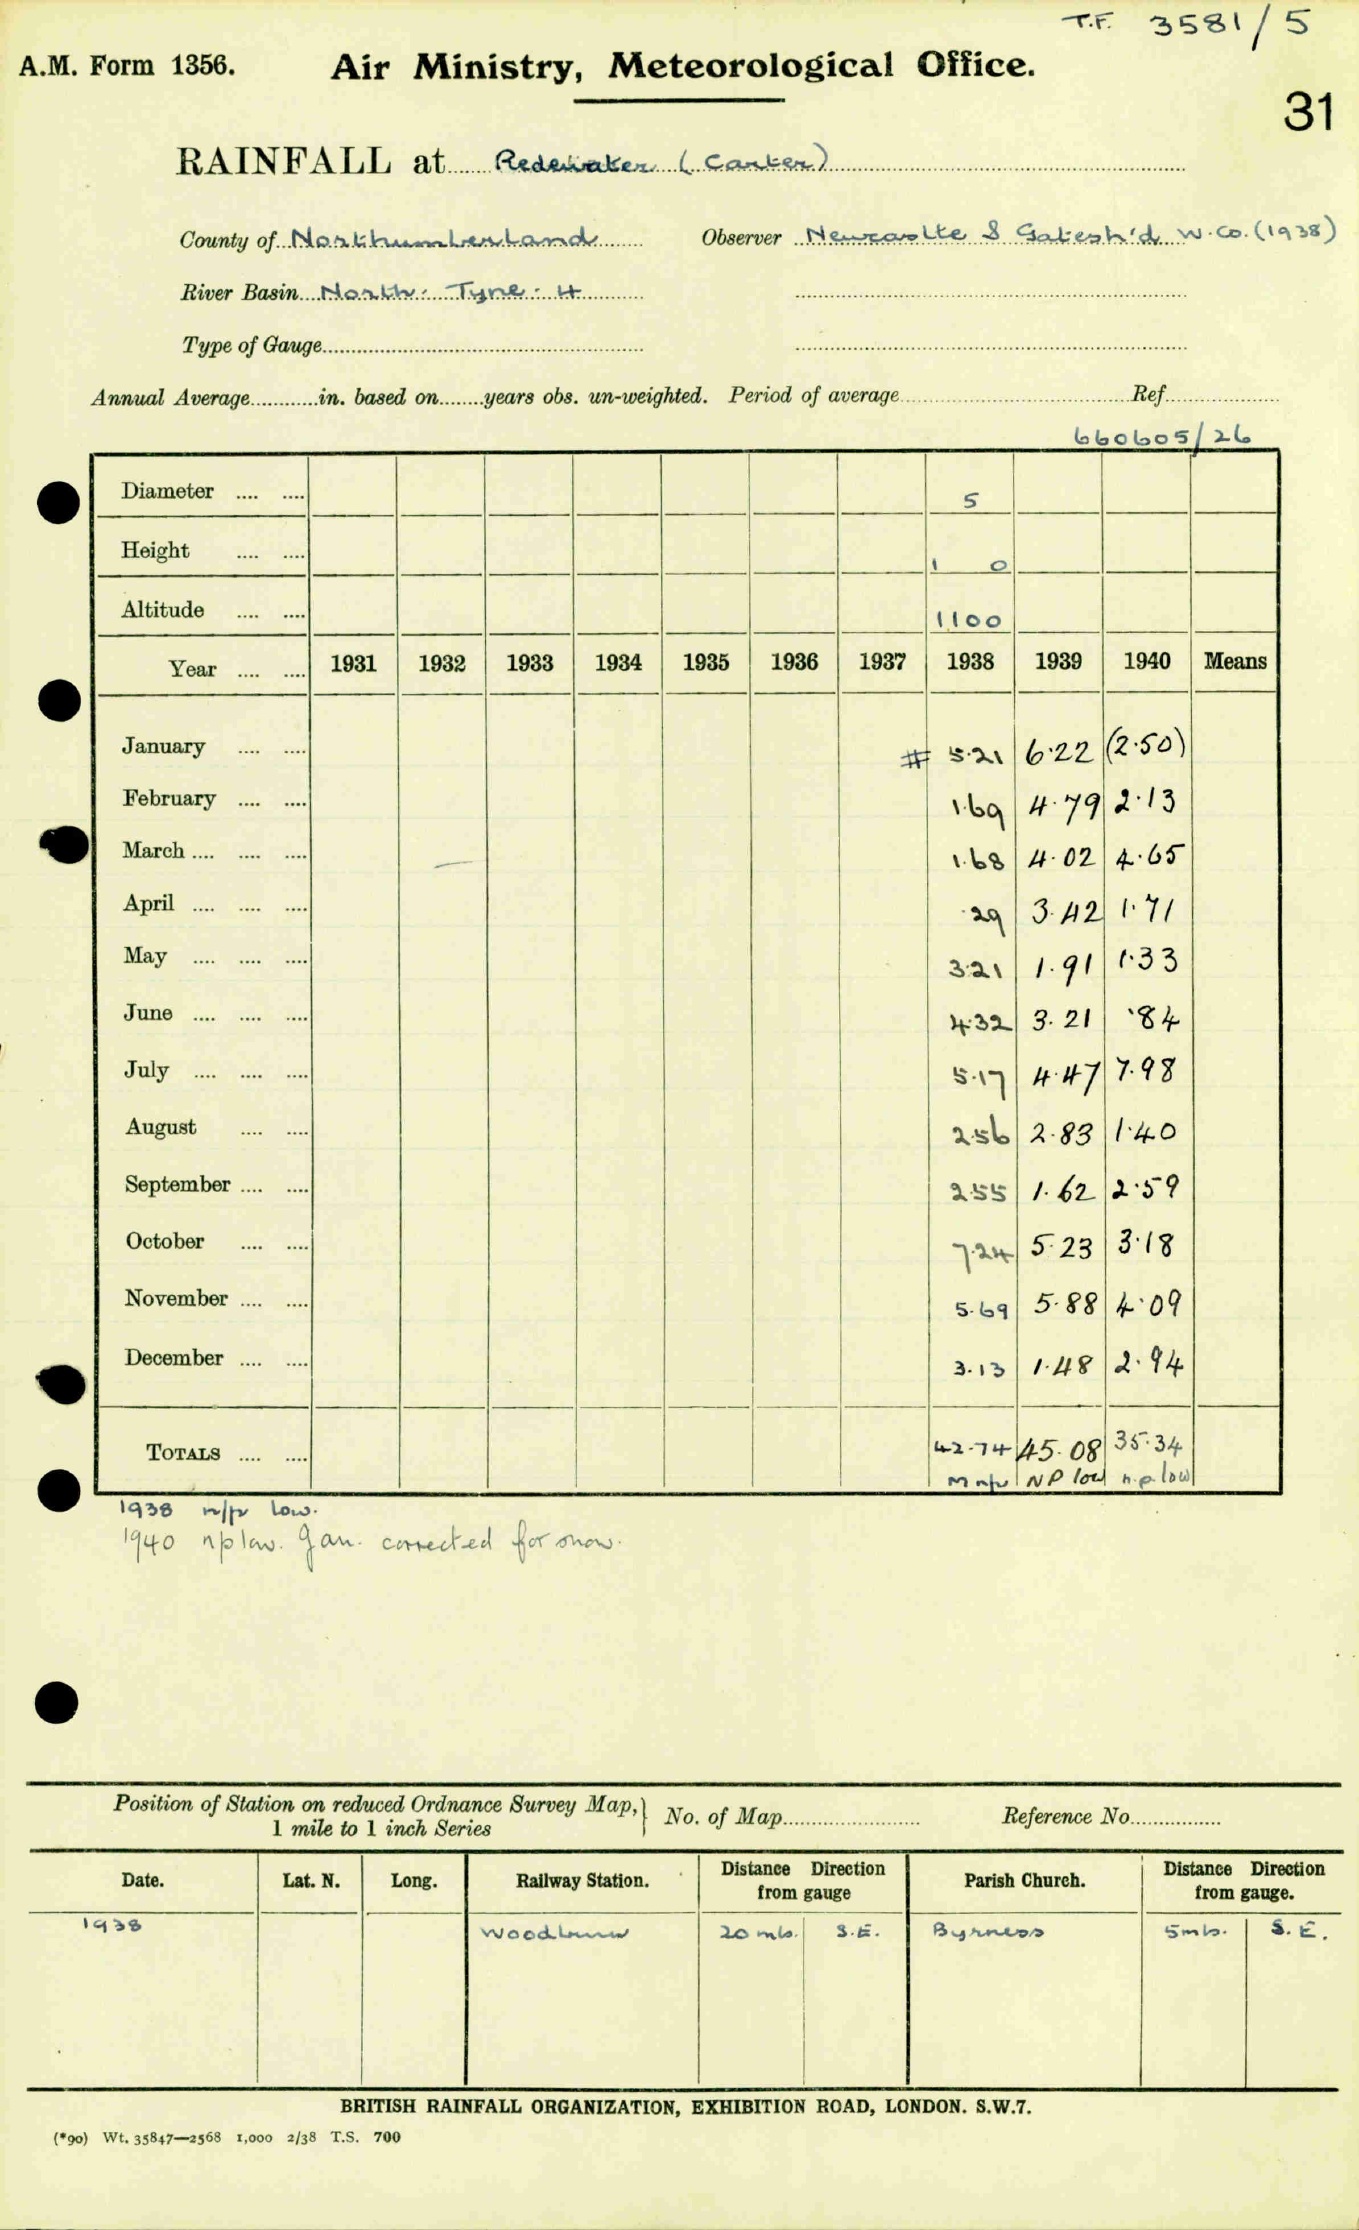 T.F. 3581/5
A.M. Form 1356. Air Ministry, Meteorological Office.
31
RAINFALL at Redewater (Carter)
County of Northumberland Observer Newcastle & Gatesh'd W. Co. (1938)
River Basin North. Tyne. 4
Type of Gauge
Annual Average in. based on years obs. un-weighted. Period of average Ref.
660605/26
Diameter .... .... 5
Height .... .... 1 0
Altitude .... .... 1100
Year .... .... 1931 1932 1933 1934 1935 1936 1937 1938 1939 1940 Means
January .... .... # 5.21 6.22 (2.50)
February .... .... 1.69 4.79 2.13
March .... .... .... 1.68 4.02 4.65
April .... .... .... .29 3.42 1.71
May .... .... .... 3.21 1.91 1.33
June .... .... .... 4.32 3.21 .84
July .... .... .... 5.17 4.47 7.98
August .... .... 2.56 2.83 1.40
September .... .... 2.55 1.62 2.59
October .... .... 7.24 5.23 3.18
November .... .... 5.69 5.88 4.09
December .... .... 3.13 1.48 2.94
TOTALS .... .... 42.74 45.08 35.34
M n/p NP low n.p. low
1938 n/p low.
1940 np low. Jan. corrected for snow.
Position of Station on reduced Ordnance Survey Map, } No. of Map Reference No.
1 mile to 1 inch Series
Date. Lat. N. Long. Railway Station. Distance Direction from gauge Parish Church. Distance Direction from gauge.
1938 Woodburn 20 mls. S.E. Byrness 5 mls. S.E.
BRITISH RAINFALL ORGANIZATION, EXHIBITION ROAD, LONDON. S.W.7.
(*90) Wt. 35847—2568 1,000 2/38 T.S. 700